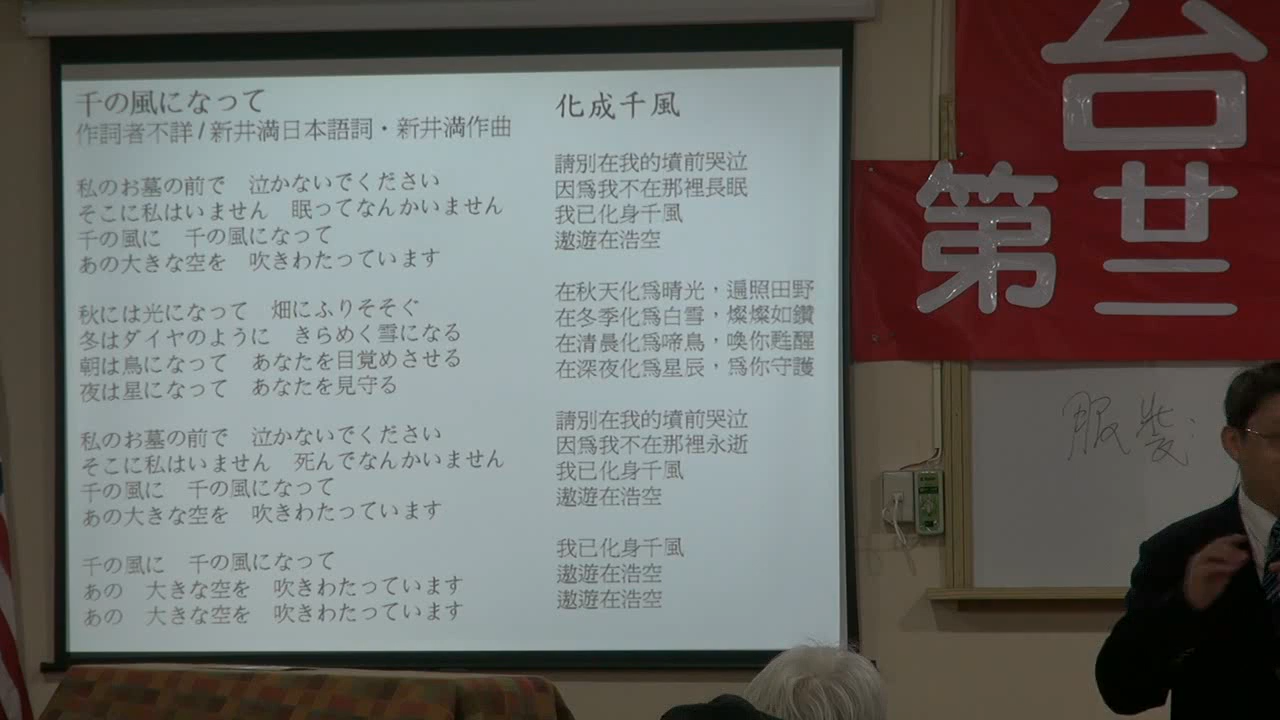 千の風になって
作詞者不詳 / 新井満日本語詞・新井満作曲
私のお墓の前で　泣かないでください
そこに私はいません　眠ってなんかいません
千の風に　千の風になって
あの大きな空を　吹きわたっています
秋には光になって　畑にふりそそぐ
冬はダイヤのように　きらめく雪になる
朝は鳥になって　あなたを目覚めさせる
夜は星になって　あなたを見守る
私のお墓の前で　泣かないでください
そこに私はいません　死んでなんかいません
千の風に　千の風になって
あの大きな空を　吹きわたっています
千の風に　千の風になって
あの　大きな空を　吹きわたっています
あの　大きな空を　吹きわたっています
化成千風
請別在我的墳前哭泣
因爲我不在那裡長眠
我已化身千風
遨遊在浩空
在秋天化爲晴光，遍照田野
在冬季化爲白雪，燦燦如鑽
在清晨化爲啼鳥，喚你甦醒
在深夜化爲星辰，爲你守護
請別在我的墳前哭泣
因爲我不在那裡永逝
我已化身千風
遨遊在浩空
我已化身千風
遨遊在浩空
遨遊在浩空
台
第廿二
服裝: